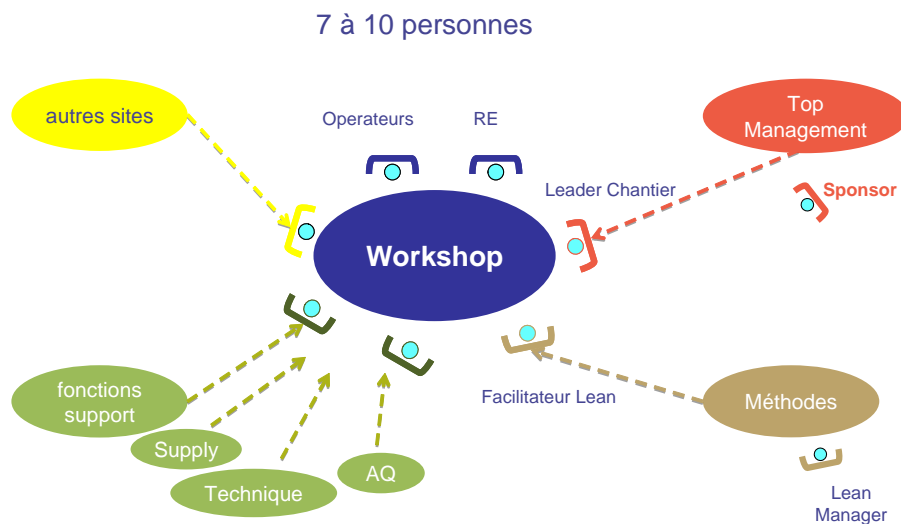 7 à 10 personnes
autres sites
Operateurs
RE
Top
Management
Leader Chantier
Sponsor
Workshop
fonctions
support
Facilitateur Lean
Méthodes
Supply
Technique
AQ
Lean
Manager